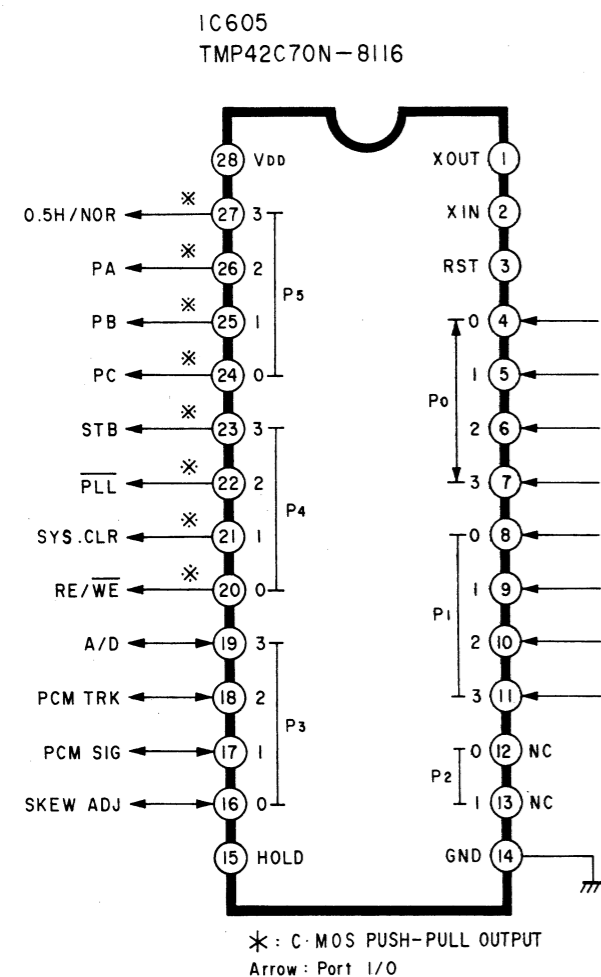 IC605
TMP42C70N-8116
28 VDD XOUT 1
※
0.5H/NOR 27 3 XIN 2
※
PA 26 2 RST 3
P5
※
PB 25 1 0 4
※
PC 24 0 1 5
P0
※
STB 23 3 2 6
※
PLL 22 2 3 7
P4
※
SYS.CLR 21 1 0 8
※
RE/WE 20 0 1 9
P1
A/D 19 3 2 10
PCM TRK 18 2 3 11
P3
PCM SIG 17 1 0 12 NC
P2
SKEW ADJ 16 0 1 13 NC
15 HOLD GND 14
※: C·MOS PUSH-PULL OUTPUT
Arrow: Port I/O